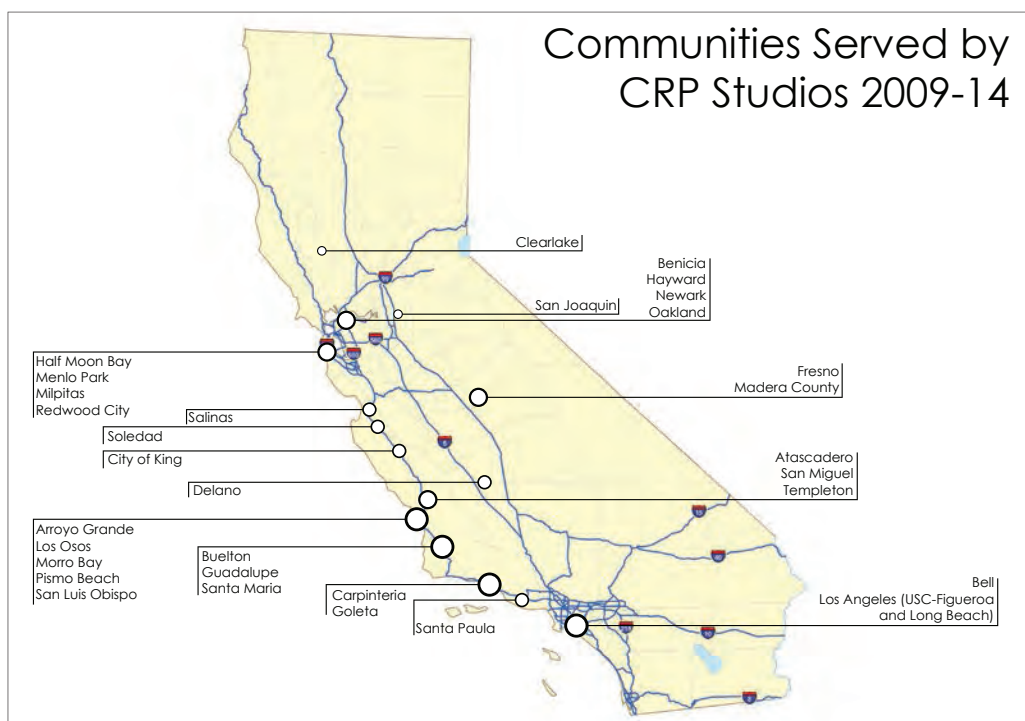 Communities Served by
CRP Studios 2009-14
Clearlake
Benicia
Hayward
Newark
Oakland
San Joaquin
Half Moon Bay
Menlo Park
Milpitas
Redwood City
Fresno
Madera County
Salinas
Soledad
City of King
Delano
Atascadero
San Miguel
Templeton
Arroyo Grande
Los Osos
Morro Bay
Pismo Beach
San Luis Obispo
Buelton
Guadalupe
Santa Maria
Carpinteria
Goleta
Santa Paula
Bell
Los Angeles (USC-Figueroa
and Long Beach)